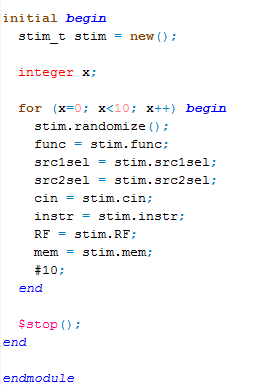 initial begin
stim_t stim = new();
integer x;
for (x=0; x<10; x++) begin
stim.randomize();
func = stim.func;
src1sel = stim.src1sel;
src2sel = stim.src2sel;
cin = stim.cin;
instr = stim.instr;
RF = stim.RF;
mem = stim.mem;
#10;
end
$stop();
end
endmodule